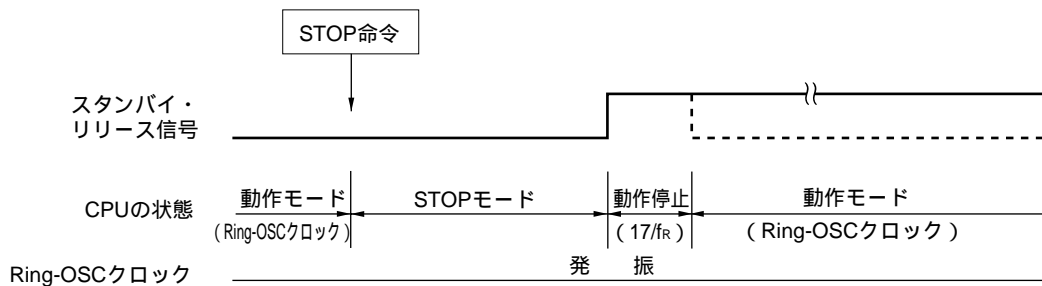 STOP命令
スタンバイ・
リリース信号
CPUの状態
動作モード
(Ring-OSCクロック)
STOPモード
動作停止
(17/fR)
動作モード
(Ring-OSCクロック)
Ring-OSCクロック
発 振